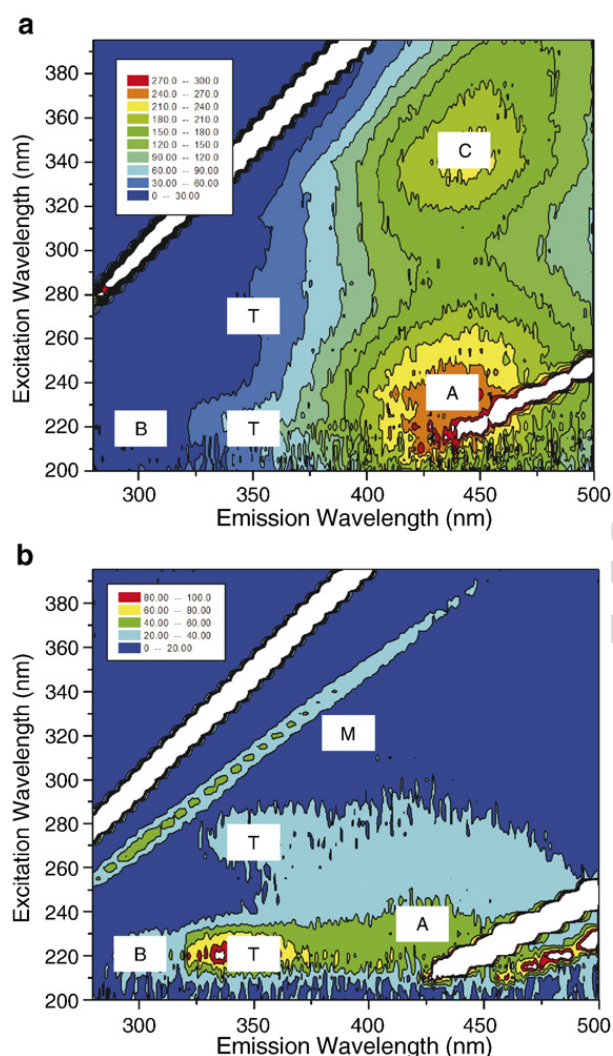 a
380
360
340
320
300
280
260
240
220
200
Excitation Wavelength (nm)
270.0 -- 300.0
240.0 -- 270.0
210.0 -- 240.0
180.0 -- 210.0
150.0 -- 180.0
120.0 -- 150.0
90.00 -- 120.0
60.00 -- 90.00
30.00 -- 60.00
0 -- 30.00
C
T
A
B
T
300
350
400
450
500
Emission Wavelength (nm)
b
380
360
340
320
300
280
260
240
220
200
Excitation Wavelength (nm)
80.00 -- 100.0
60.00 -- 80.00
40.00 -- 60.00
20.00 -- 40.00
0 -- 20.00
M
T
A
B
T
300
350
400
450
500
Emission Wavelength (nm)